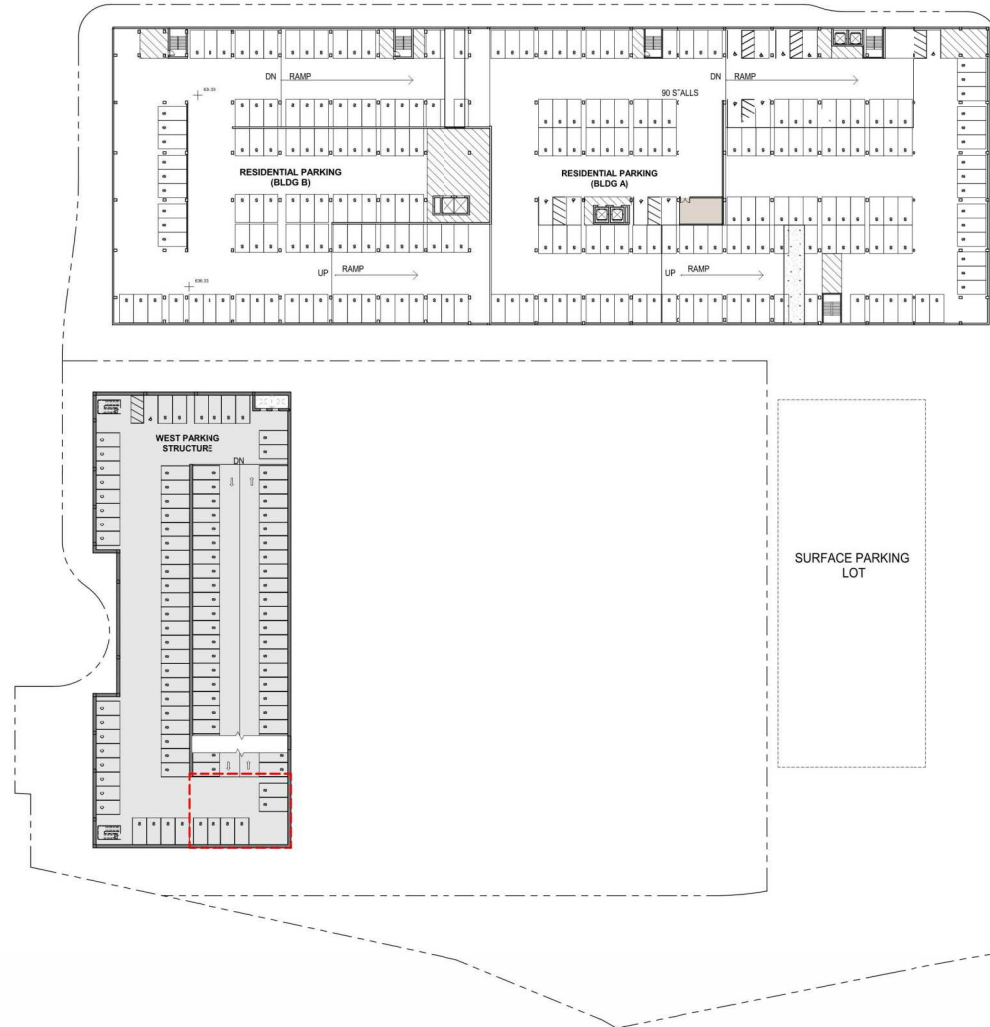 DN RAMP
DN RAMP
90 STALLS
RESIDENTIAL PARKING
(BLDG B)
RESIDENTIAL PARKING
(BLDG A)
UP RAMP
UP RAMP
WEST PARKING
STRUCTURE
DN
SURFACE PARKING
LOT